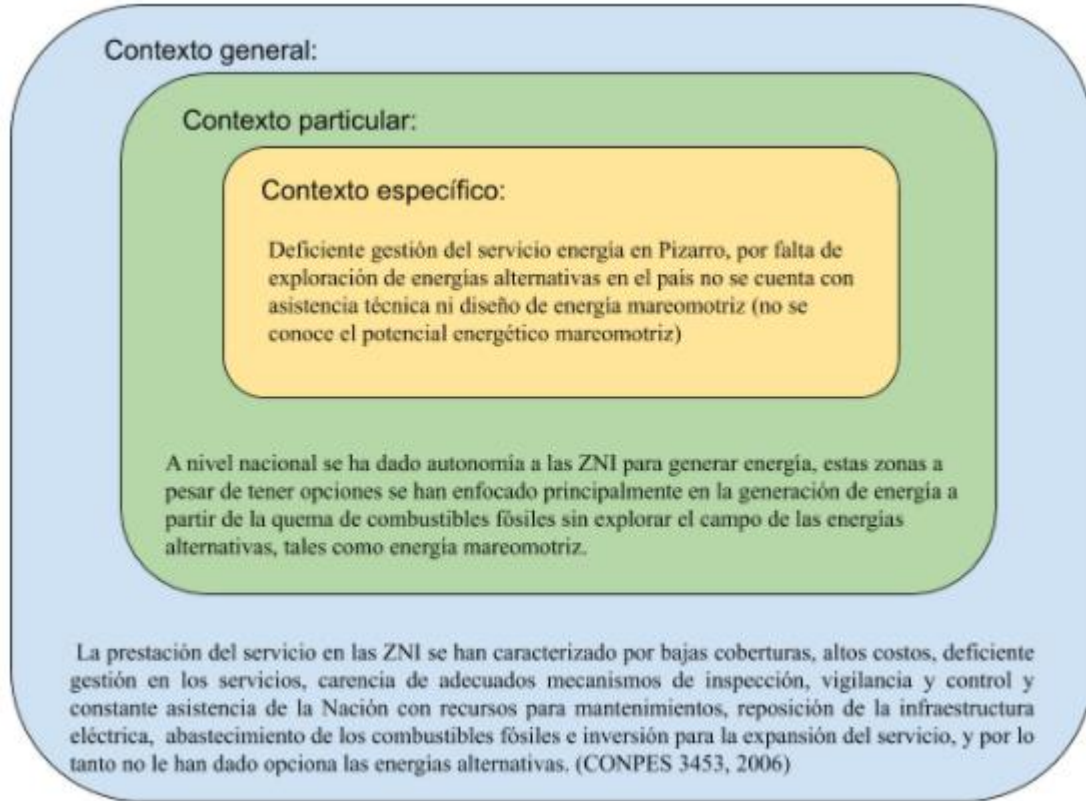 Contexto general:
Contexto particular:
Contexto específico:
Deficiente gestión del servicio energía en Pizarro, por falta de
exploración de energías alternativas en el país no se cuenta con
asistencia técnica ni diseño de energía mareomotriz (no se
conoce el potencial energético mareomotriz)
A nivel nacional se ha dado autonomía a las ZNI para generar energía, estas zonas a
pesar de tener opciones se han enfocado principalmente en la generación de energía a
partir de la quema de combustibles fósiles sin explorar el campo de las energías
alternativas, tales como energía mareomotriz.
La prestación del servicio en las ZNI se han caracterizado por bajas coberturas, altos costos, deficiente
gestión en los servicios, carencia de adecuados mecanismos de inspección, vigilancia y control y
constante asistencia de la Nación con recursos para mantenimientos, reposición de la infraestructura
eléctrica, abastecimiento de los combustibles fósiles e inversión para la expansión del servicio, y por lo
tanto no le han dado opciona las energías alternativas. (CONPES 3453, 2006)